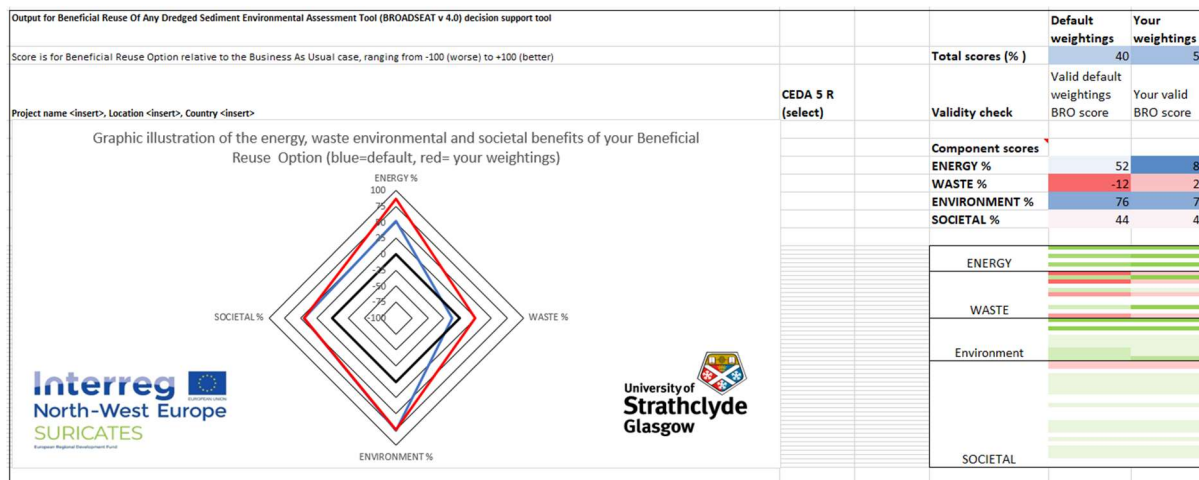 Output for Beneficial Reuse Of Any Dredged Sediment Environmental Assessment Tool (BROADSEAT v 4.0) decision support tool
Default weightings
Your weightings
Score is for Beneficial Reuse Option relative to the Business As Usual case, ranging from -100 (worse) to +100 (better)
Total scores (% )
40
5
Project name <insert>, Location <insert>, Country <insert>
CEDA 5 R
(select)
Validity check
Valid default
weightings
BRO score
Your valid
BRO score
Graphic illustration of the energy, waste environmental and societal benefits of your Beneficial
Reuse Option (blue=default, red= your weightings)
Component scores
ENERGY %
52
8
WASTE %
-12
2
ENVIRONMENT %
76
7
SOCIETAL %
44
4
ENERGY %
100
75
50
25
0
-25
-50
-75
-100
SOCIETAL %
WASTE %
ENVIRONMENT %
ENERGY
WASTE
Environment
SOCIETAL
Interreg
EUROPEAN UNION
North-West Europe
SURICATES
European Regional Development Fund
University of
Strathclyde
Glasgow